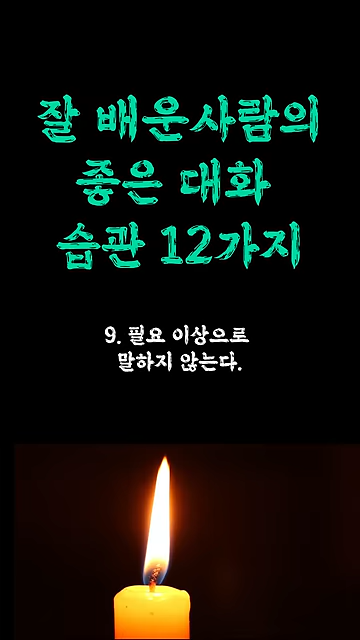 잘 배운사람의
좋은 대화
습관 12가지
9. 필요 이상으로
말하지 않는다.